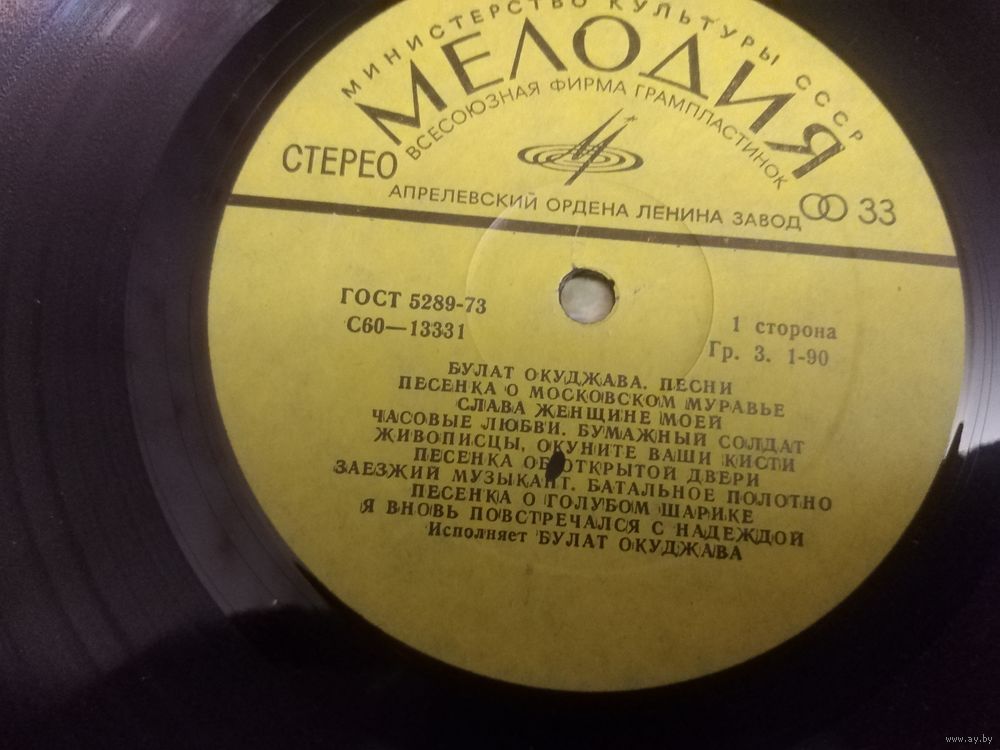 МИНИСТЕРСТВО КУЛЬТУРЫ СССР
МЕЛОДИЯ
ВСЕСОЮЗНАЯ ФИРМА ГРАМПЛАСТИНОК
СТЕРЕО
АПРЕЛЕВСКИЙ ОРДЕНА ЛЕНИНА ЗАВОД
33
ГОСТ 5289-73
С60—13331
1 сторона
Гр. 3. 1-90
БУЛАТ ОКУДЖАВА. ПЕСНИ
ПЕСЕНКА О МОСКОВСКОМ МУРАВЬЕ
СЛАВА ЖЕНЩИНЕ МОЕЙ
ЧАСОВЫЕ ЛЮБВИ. БУМАЖНЫЙ СОЛДАТ
ЖИВОПИСЦЫ, ОКУНИТЕ ВАШИ КИСТИ
ПЕСЕНКА ОБ ОТКРЫТОЙ ДВЕРИ
ЗАЕЗЖИЙ МУЗЫКАНТ. БАТАЛЬНОЕ ПОЛОТНО
ПЕСЕНКА О ГОЛУБОМ ШАРИКЕ
Я ВНОВЬ ПОВСТРЕЧАЛСЯ С НАДЕЖДОЙ
Исполняет БУЛАТ ОКУДЖАВА
www.ay.by